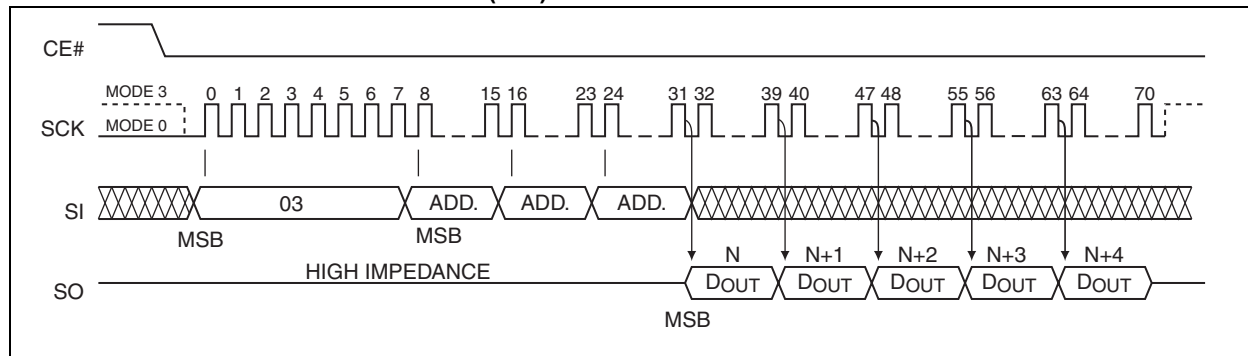 CE#
MODE 3
0 1 2 3 4 5 6 7 8 15 16 23 24 31 32 39 40 47 48 55 56 63 64 70
SCK
MODE 0
SI
03
ADD.
ADD.
ADD.
MSB
MSB
N
N+1
N+2
N+3
N+4
HIGH IMPEDANCE
SO
DOUT
DOUT
DOUT
DOUT
DOUT
MSB